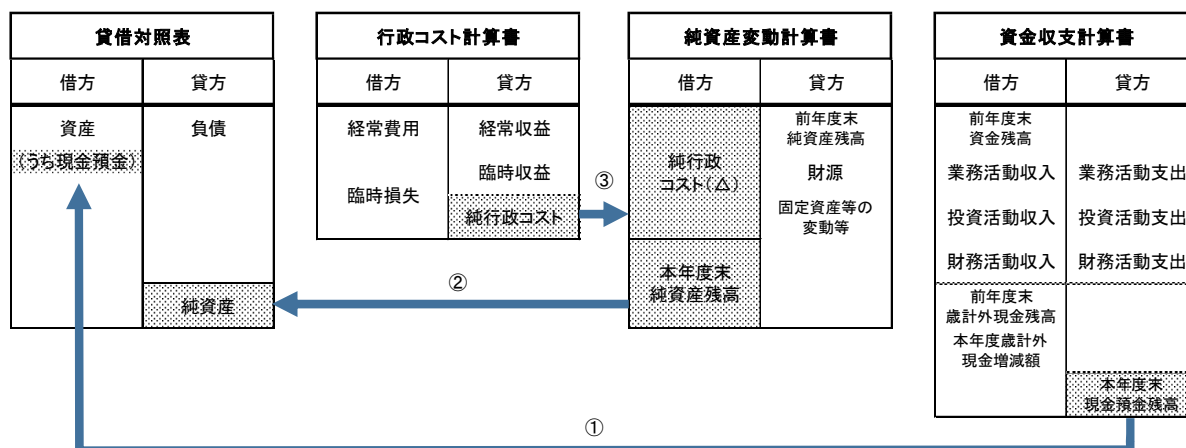 貸借対照表
借方
貸方
資産
(うち現金預金)
負債
純資産
行政コスト計算書
借方
貸方
経常費用
臨時損失
経常収益
臨時収益
純行政コスト
③
純資産変動計算書
借方
貸方
純行政
コスト(△)
本年度末
純資産残高
前年度末
純資産残高
財源
固定資産等の
変動等
②
資金収支計算書
借方
貸方
前年度末
資金残高
業務活動収入
業務活動支出
投資活動収入
投資活動支出
財務活動収入
財務活動支出
前年度末
歳計外現金残高
本年度歳計外
現金増減額
本年度末
現金預金残高
①